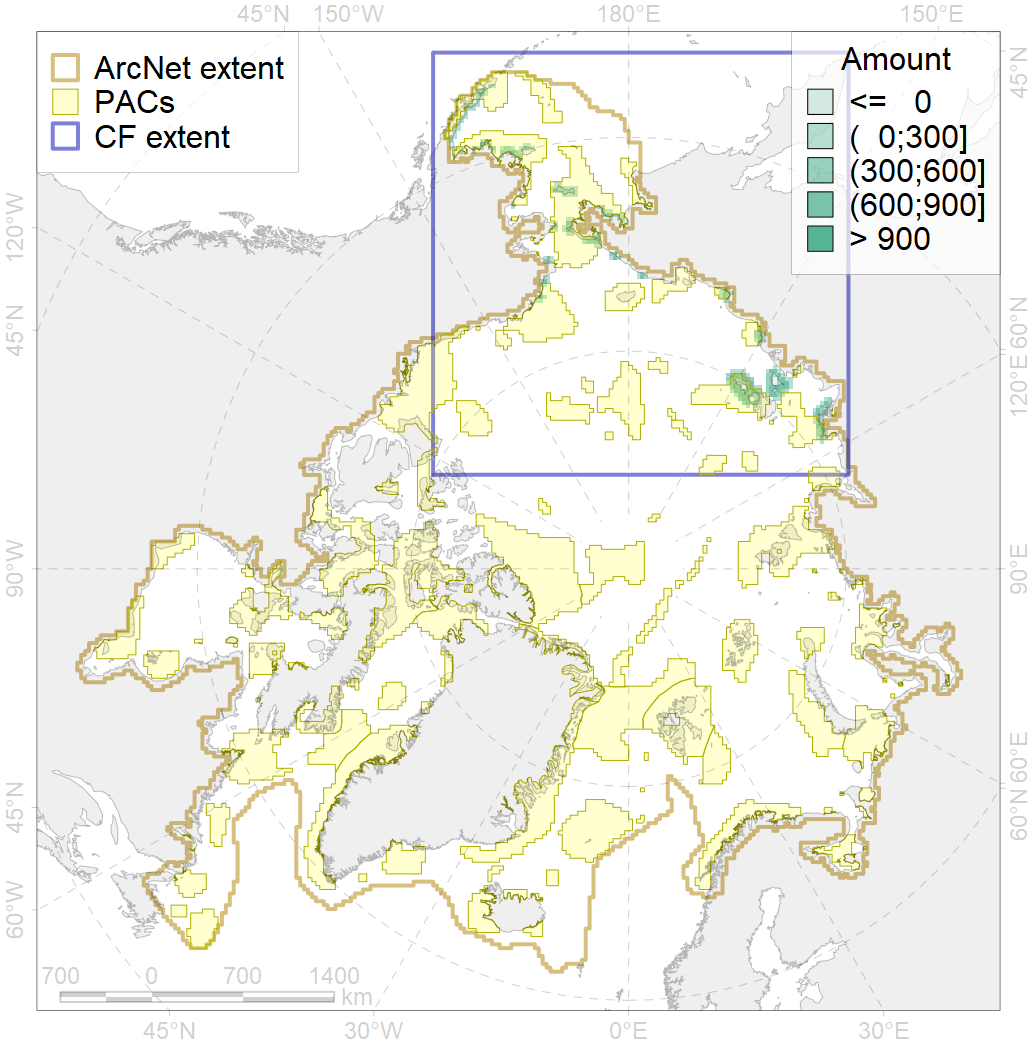 45°N 150°W 180°E 150°E
ArcNet extent
PACs
CF extent
Amount
<= 0
( 0;300]
(300;600]
(600;900]
> 900
45°N
120°W
60°N
120°E
45°N
90°W
90°E
45°N
60°E
60°N
60°W
700 0 700 1400
km
45°N 30°W 0°E 30°E